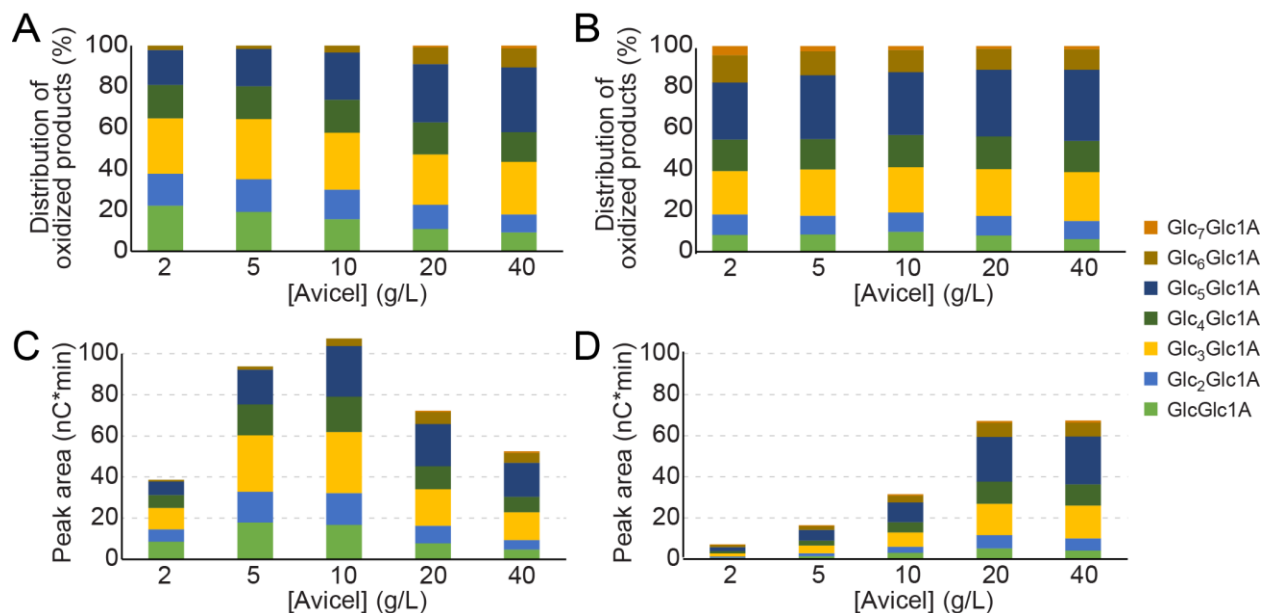 A
Distribution of
oxidized products (%)
100
80
60
40
20
0
2 5 10 20 40
[Avicel] (g/L)
B
Distribution of
oxidized products (%)
100
80
60
40
20
0
2 5 10 20 40
[Avicel] (g/L)
C
Peak area (nC*min)
100
80
60
40
20
0
2 5 10 20 40
[Avicel] (g/L)
D
Peak area (nC*min)
100
80
60
40
20
0
2 5 10 20 40
[Avicel] (g/L)
Glc₇Glc1A
Glc₆Glc1A
Glc₅Glc1A
Glc₄Glc1A
Glc₃Glc1A
Glc₂Glc1A
GlcGlc1A